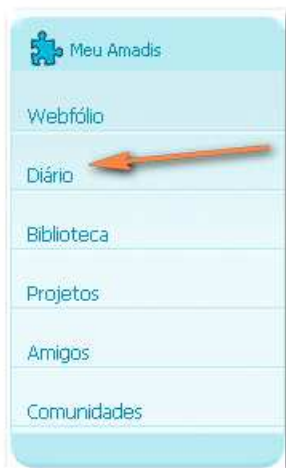 Meu Amadis
Webfólio
Diário
Biblioteca
Projetos
Amigos
Comunidades